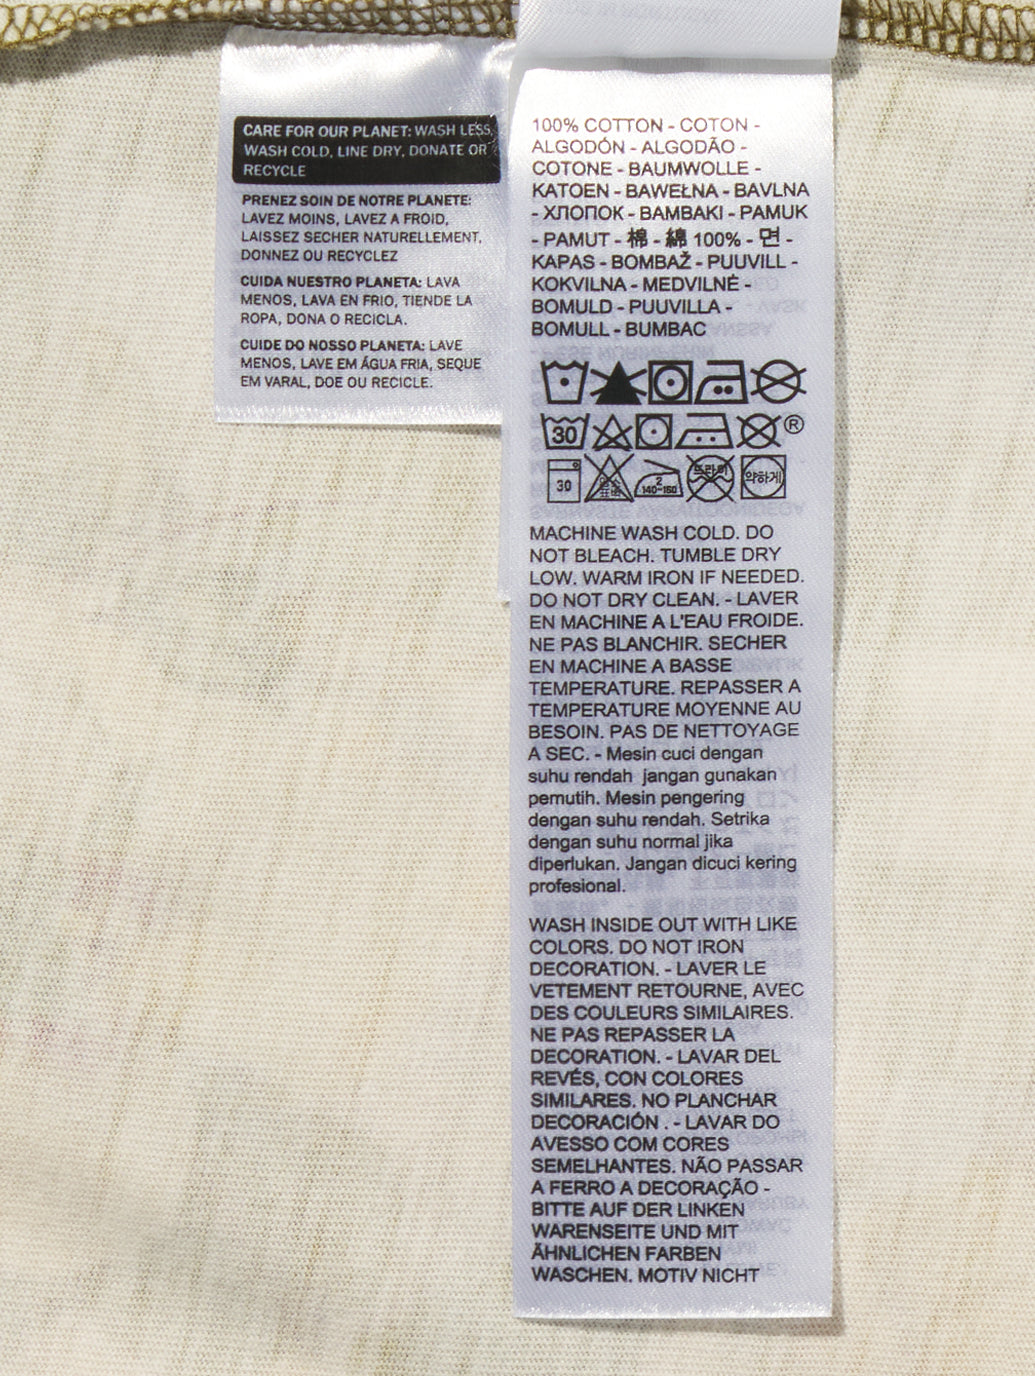 CARE FOR OUR PLANET: WASH LESS,
WASH COLD, LINE DRY, DONATE OR
RECYCLE
PRENEZ SOIN DE NOTRE PLANETE:
LAVEZ MOINS, LAVEZ A FROID,
LAISSEZ SECHER NATURELLEMENT,
DONNEZ OU RECYCLEZ
CUIDA NUESTRO PLANETA: LAVA
MENOS, LAVA EN FRIO, TIENDE LA
ROPA, DONA O RECICLA.
CUIDE DO NOSSO PLANETA: LAVE
MENOS, LAVE EM ÁGUA FRIA, SEQUE
EM VARAL, DOE OU RECICLE.
100% COTTON - COTON -
ALGODÓN - ALGODÃO -
COTONE - BAUMWOLLE -
KATOEN - BAWEŁNA - BAVLNA
- ХЛОПОК - BAMBAKI - PAMUK
- PAMUT - 棉 - 綿 100% - 면 -
KAPAS - BOMBAŽ - PUUVILL -
KOKVILNA - MEDVILNĖ -
BOMULD - PUUVILLA -
BOMULL - BUMBAC
30 ®
30 2 140-150 드라이 약하게
MACHINE WASH COLD. DO
NOT BLEACH. TUMBLE DRY
LOW. WARM IRON IF NEEDED.
DO NOT DRY CLEAN. - LAVER
EN MACHINE A L'EAU FROIDE.
NE PAS BLANCHIR. SECHER
EN MACHINE A BASSE
TEMPERATURE. REPASSER A
TEMPERATURE MOYENNE AU
BESOIN. PAS DE NETTOYAGE
A SEC. - Mesin cuci dengan
suhu rendah jangan gunakan
pemutih. Mesin pengering
dengan suhu rendah. Setrika
dengan suhu normal jika
diperlukan. Jangan dicuci kering
profesional.
WASH INSIDE OUT WITH LIKE
COLORS. DO NOT IRON
DECORATION. - LAVER LE
VETEMENT RETOURNE, AVEC
DES COULEURS SIMILAIRES.
NE PAS REPASSER LA
DECORATION. - LAVAR DEL
REVÉS, CON COLORES
SIMILARES. NO PLANCHAR
DECORACIÓN . - LAVAR DO
AVESSO COM CORES
SEMELHANTES. NÃO PASSAR
A FERRO A DECORAÇÃO -
BITTE AUF DER LINKEN
WARENSEITE UND MIT
ÄHNLICHEN FARBEN
WASCHEN. MOTIV NICHT